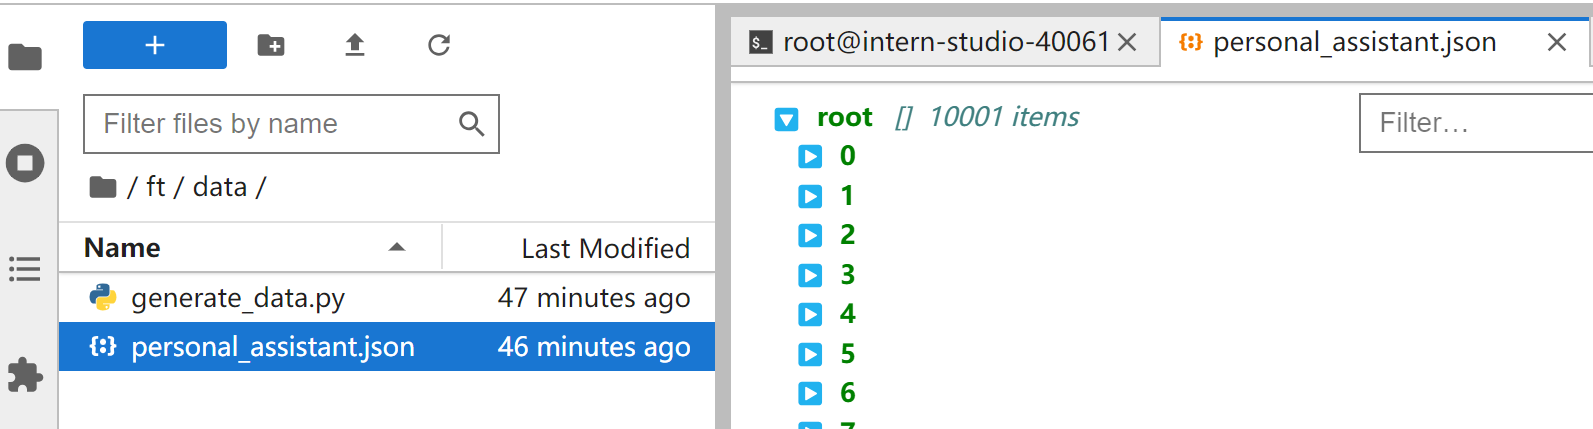 Filter files by name
/ ft / data /
Name Last Modified
generate_data.py 47 minutes ago
personal_assistant.json 46 minutes ago
$_ root@intern-studio-40061 personal_assistant.json
root [] 10001 items
Filter...
0
1
2
3
4
5
6